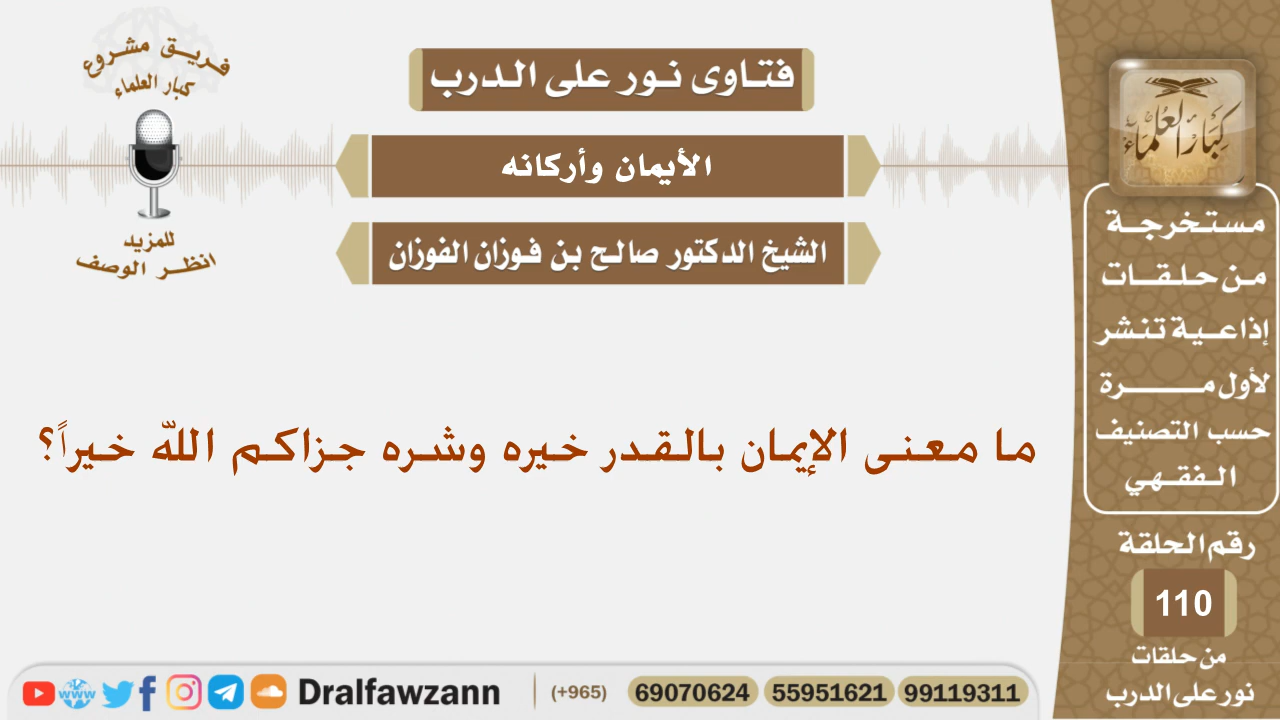 فريق مشروع
كبار العلماء
للمزيد
انظر الوصف
فتاوى نور على الدرب
الأيمان وأركانه
الشيخ الدكتور صالح بن فوزان الفوزان
ما معنى الإيمان بالقدر خيره وشره جزاكم الله خيراً؟
كبار العلماء
مستخرجة
من حلقات
إذاعية تنشر
لأول مرة
حسب التصنيف
الفقهي
رقم الحلقة
110
من حلقات
نور على الدرب
www
Dralfawzann (+965) 69070624 55951621 99119311